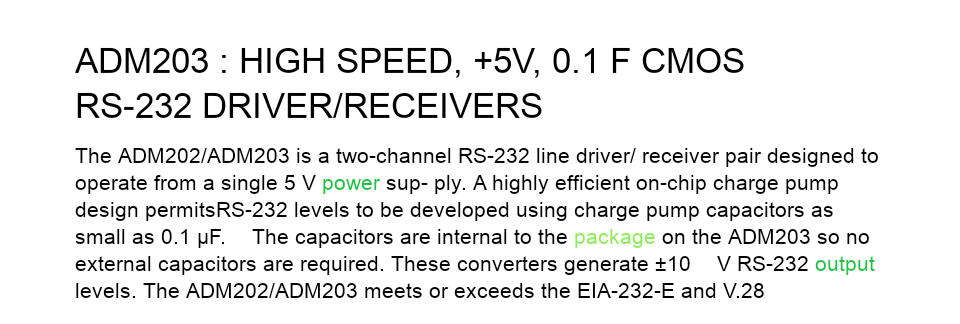 ADM203 : HIGH SPEED, +5V, 0.1 F CMOS
RS-232 DRIVER/RECEIVERS
The ADM202/ADM203 is a two-channel RS-232 line driver/ receiver pair designed to
operate from a single 5 V power sup- ply. A highly efficient on-chip charge pump
design permitsRS-232 levels to be developed using charge pump capacitors as
small as 0.1 µF. The capacitors are internal to the package on the ADM203 so no
external capacitors are required. These converters generate ±10 V RS-232 output
levels. The ADM202/ADM203 meets or exceeds the EIA-232-E and V.28